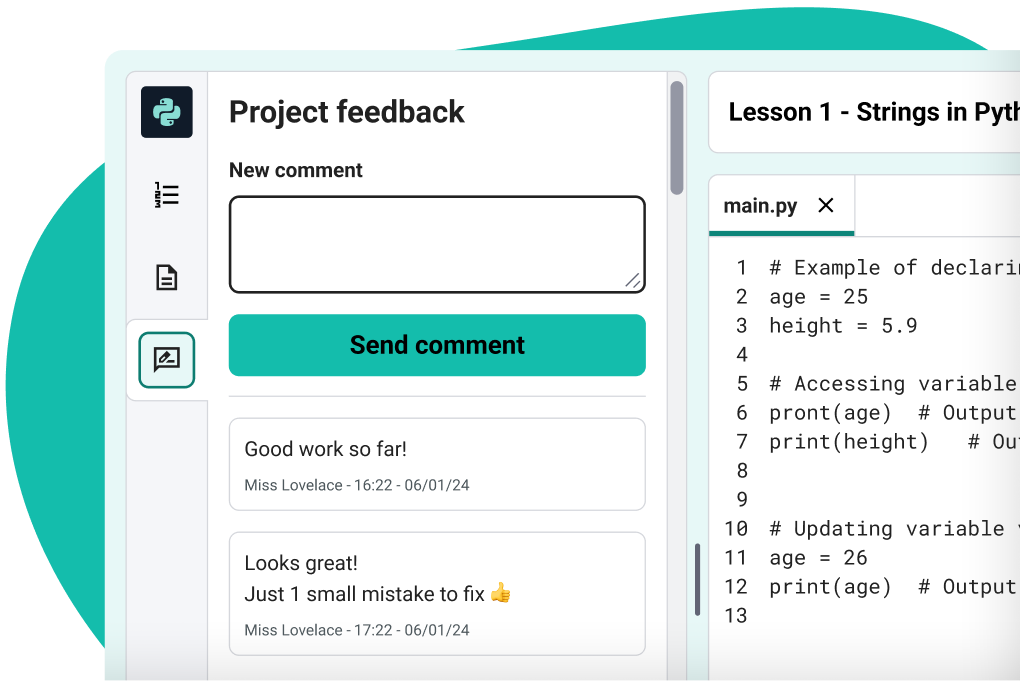 Project feedback
New comment
Send comment
Good work so far!
Miss Lovelace - 16:22 - 06/01/24
Looks great!
Just 1 small mistake to fix 👍
Miss Lovelace - 17:22 - 06/01/24
Lesson 1 - Strings in Pyth
main.py
1 # Example of declarin
2 age = 25
3 height = 5.9
4
5 # Accessing variable
6 pront(age)  # Output
7 print(height)   # Out
8
9
10 # Updating variable v
11 age = 26
12 print(age)  # Output
13